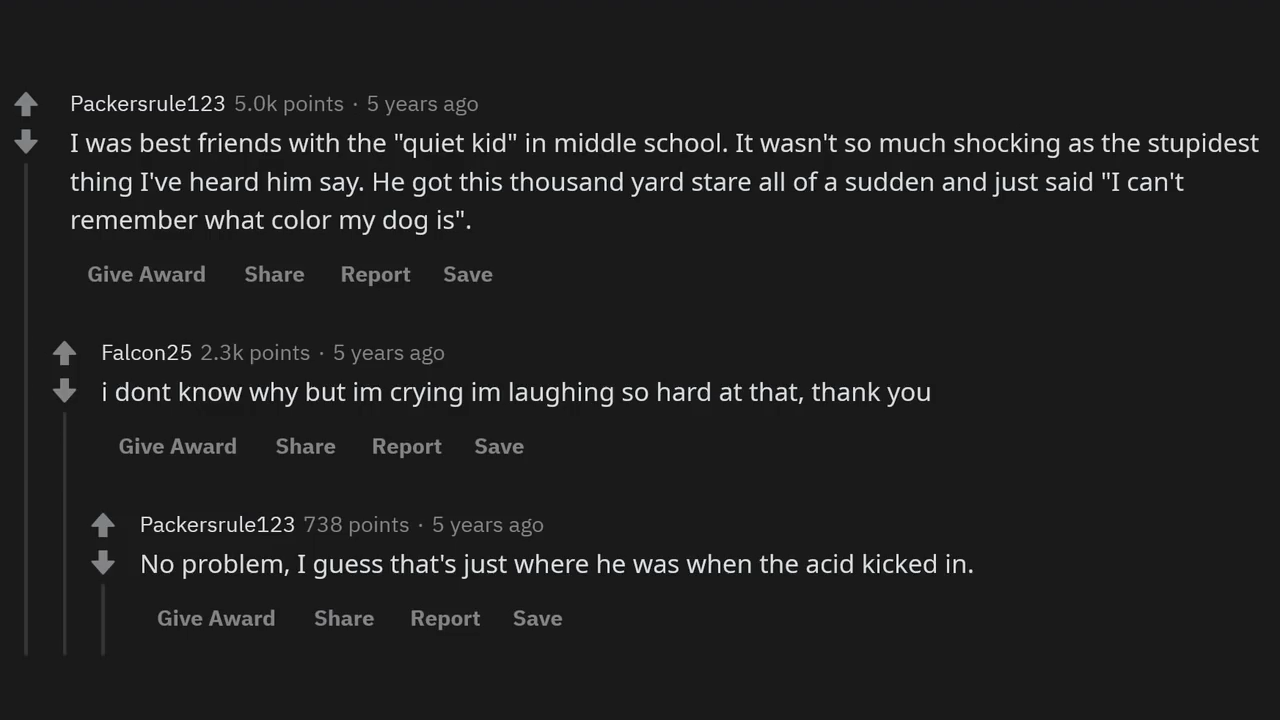 Packersrule123 5.0k points · 5 years ago
I was best friends with the "quiet kid" in middle school. It wasn't so much shocking as the stupidest
thing I've heard him say. He got this thousand yard stare all of a sudden and just said "I can't
remember what color my dog is".
Give Award Share Report Save
Falcon25 2.3k points · 5 years ago
i dont know why but im crying im laughing so hard at that, thank you
Give Award Share Report Save
Packersrule123 738 points · 5 years ago
No problem, I guess that's just where he was when the acid kicked in.
Give Award Share Report Save